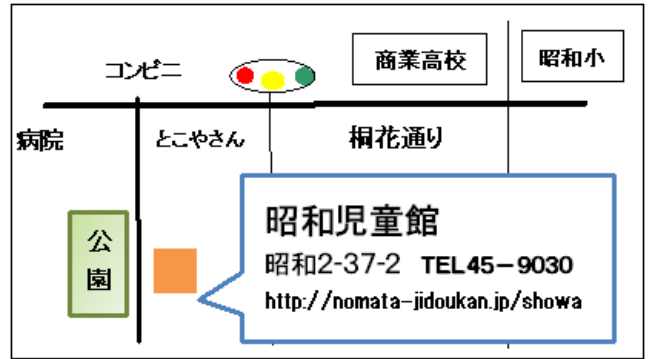 コンビニ
商業高校
昭和小
病院
とこやさん
桐花通り
公園
昭和児童館
昭和2-37-2 TEL45-9030
http://nomata-jidoukan.jp/showa